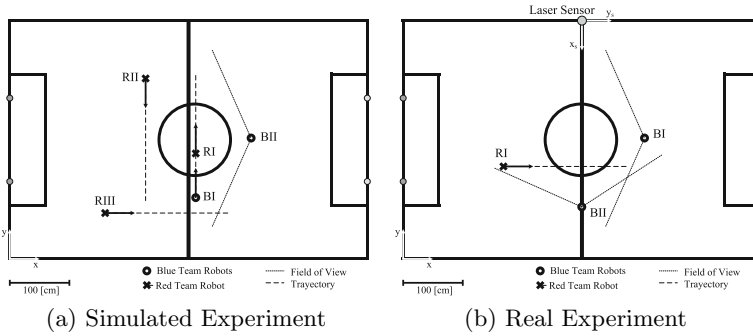 Laser Sensor
yₛ
xₛ
RII
BII
RI
BI
RIII
y
x
100 [cm]
Blue Team Robots
Red Team Robot
Field of View
Trayectory
BI
RI
BII
y
x
100 [cm]
Blue Team Robots
Red Team Robot
Field of View
Trayectory
(a) Simulated Experiment
(b) Real Experiment